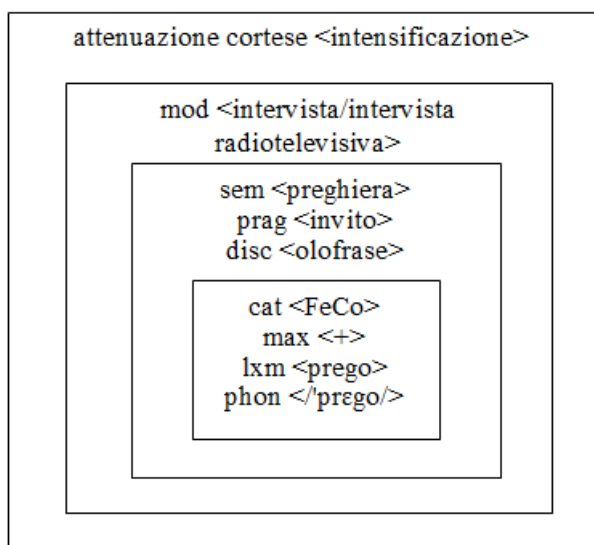 attenuazione cortese <intensificazione>
mod <intervista/intervista
radiotelevisiva>
sem <preghiera>
prag <invito>
disc <olofrase>
cat <FeCo>
max <+>
lxm <prego>
phon </'prɛgo/>